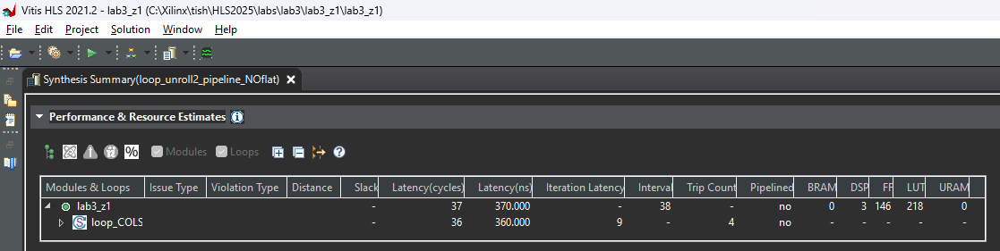 Vitis HLS 2021.2 - lab3_z1 (C:\Xilinx\tish\HLS2025\labs\lab3\lab3_z1\lab3_z1)
File Edit Project Solution Window Help
Synthesis Summary(loop_unroll2_pipeline_NOflat)
Performance & Resource Estimates
% Modules Loops
Modules & Loops Issue Type Violation Type Distance Slack Latency(cycles) Latency(ns) Iteration Latency Interval Trip Count Pipelined BRAM DSP FF LUT URAM
lab3_z1 - 37 370.000 - 38 - no 0 3 146 218 0
loop_COLS - 36 360.000 9 - 4 no - - - - -